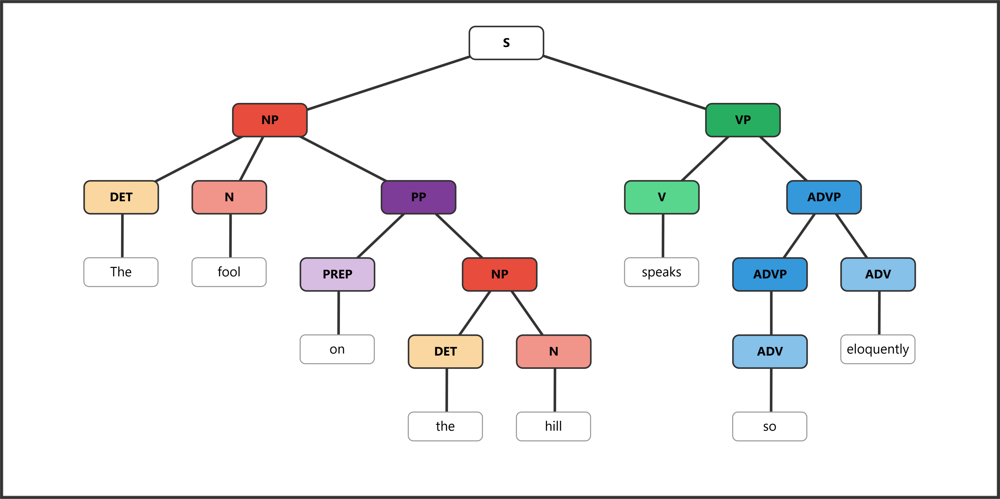 S
NP VP
DET N PP V ADVP
The fool PREP NP speaks ADVP ADV
on DET N ADV eloquently
the hill so